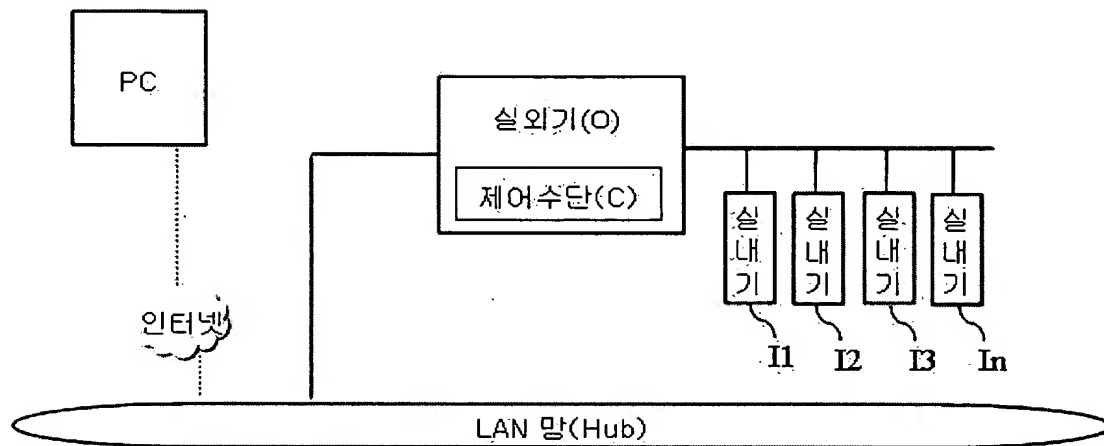 PC
실외기(O)
제어수단(C)
실내기
실내기
실내기
실내기
I1
I2
I3
In
인터넷
LAN 망(Hub)